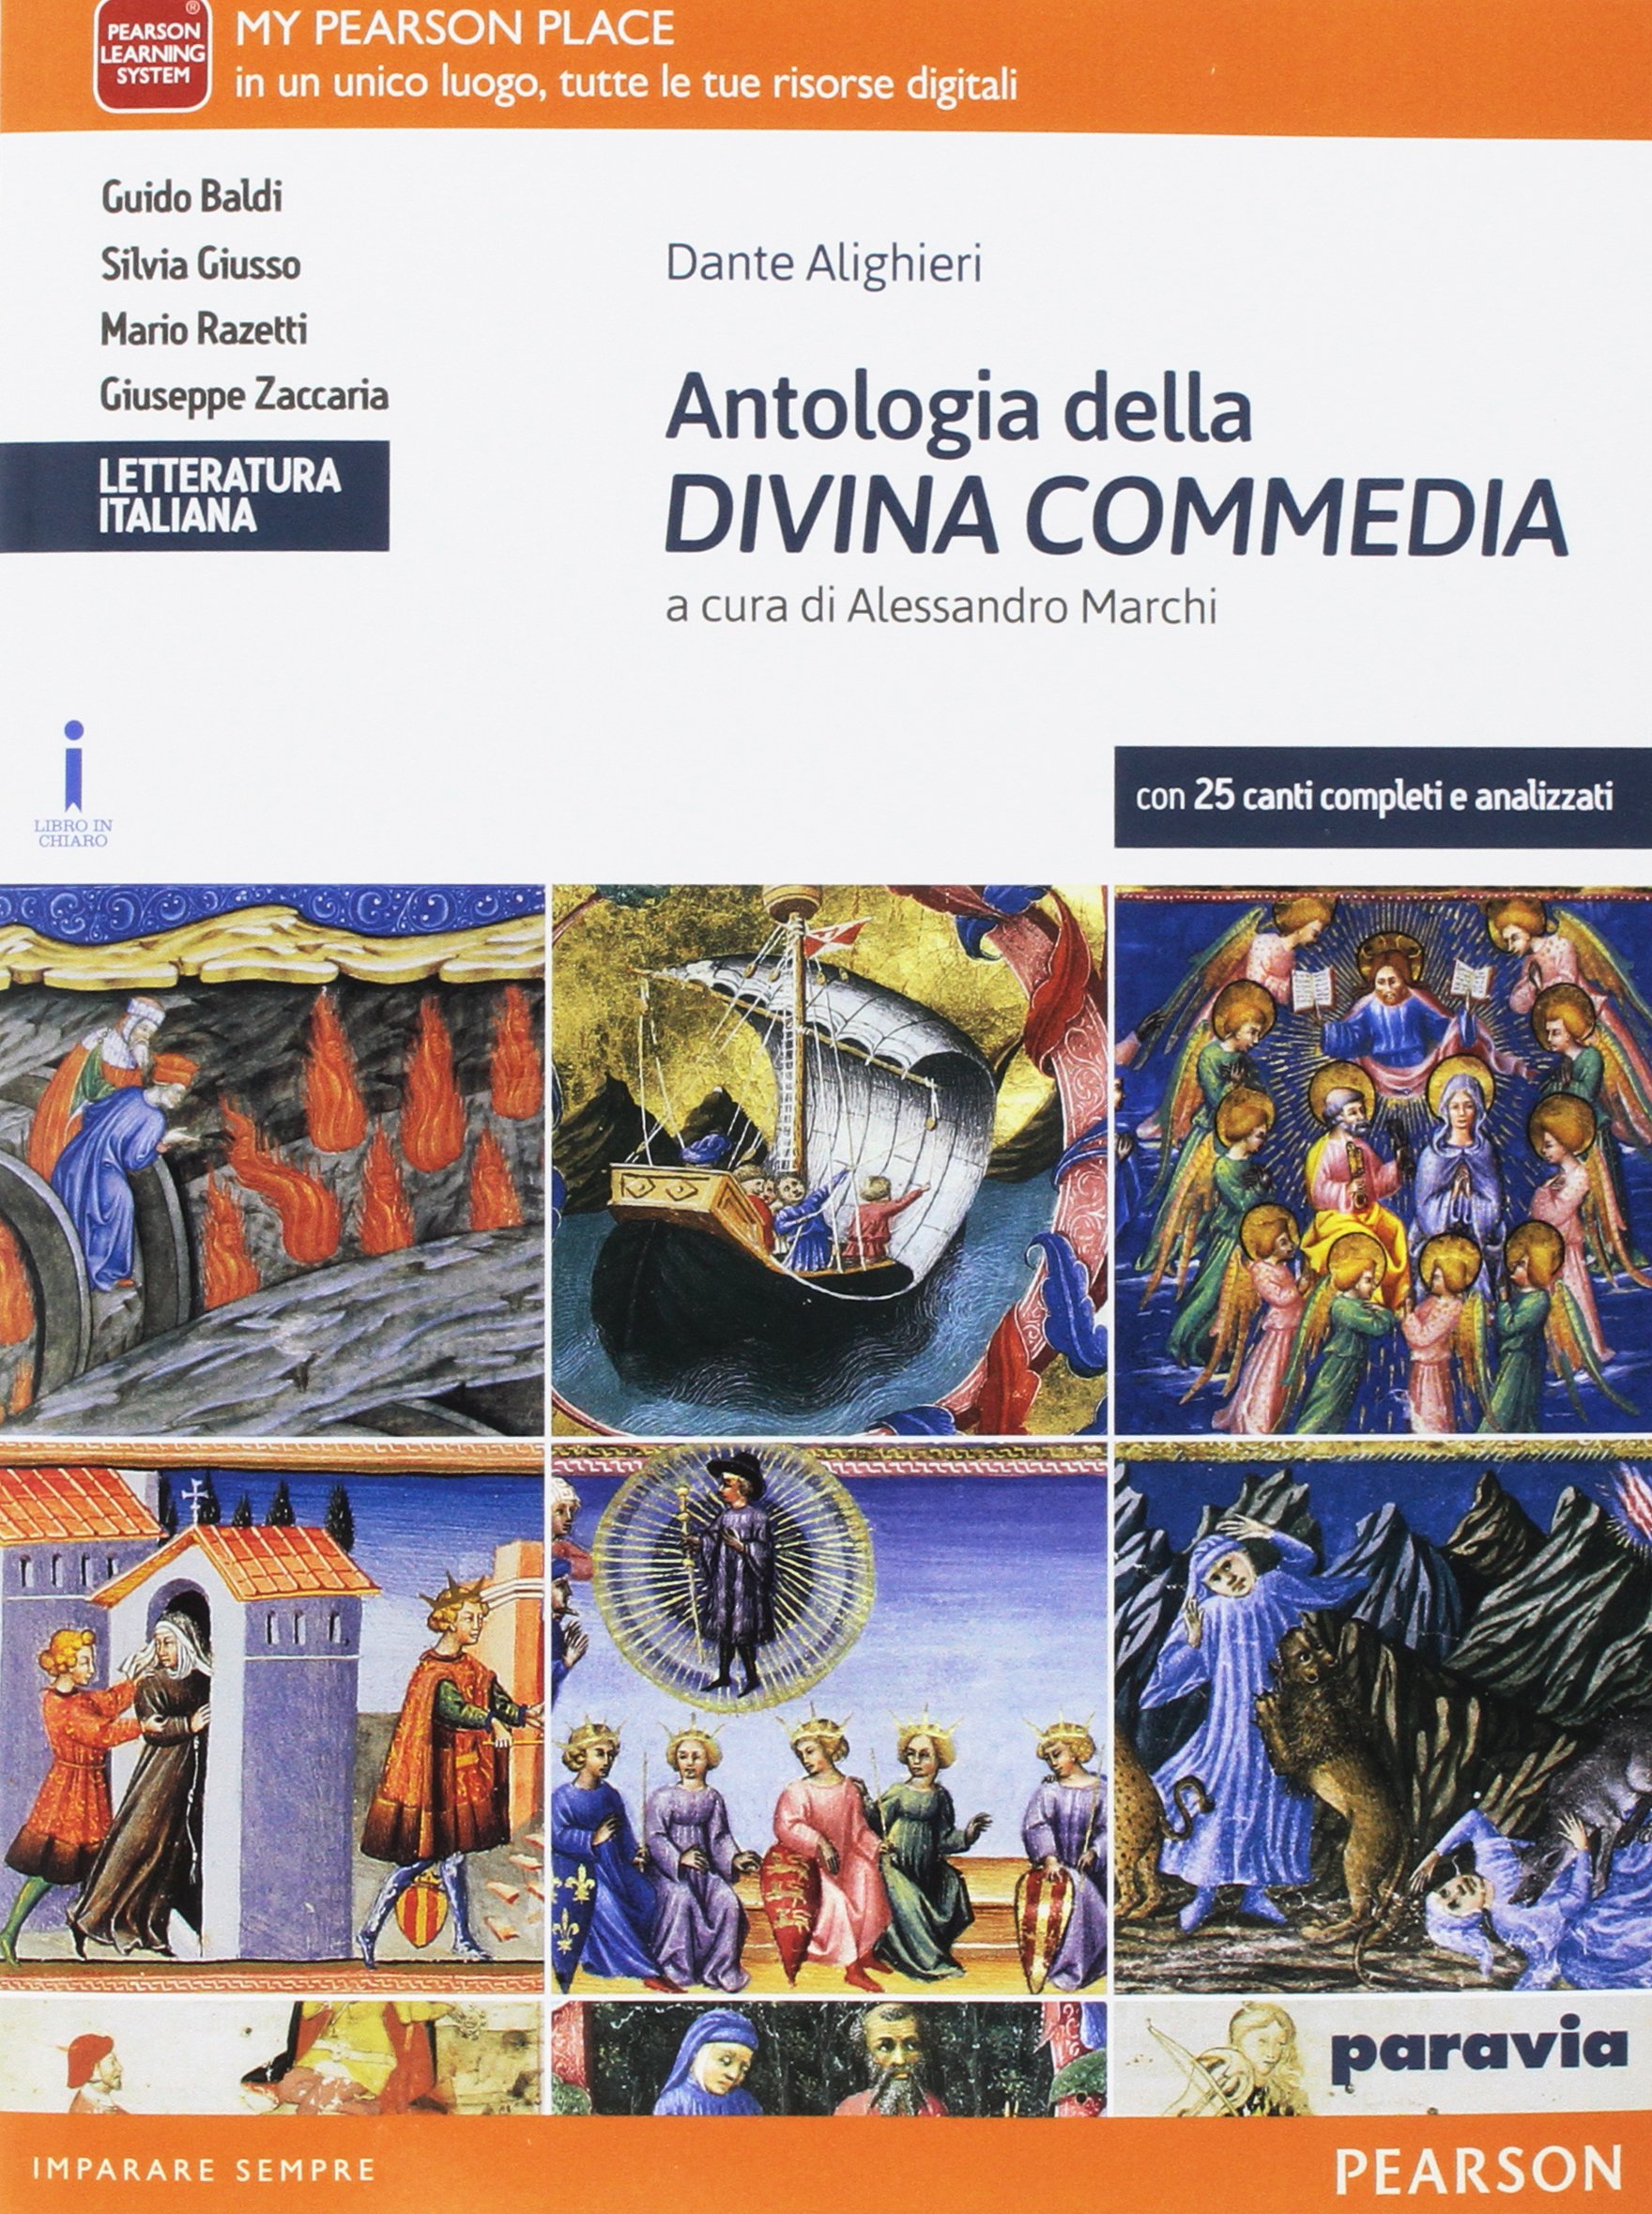 PEARSON
LEARNING
SYSTEM
®
MY PEARSON PLACE
in un unico luogo, tutte le tue risorse digitali
Guido Baldi
Silvia Giusso
Mario Razetti
Giuseppe Zaccaria
LETTERATURA
ITALIANA
Dante Alighieri
Antologia della
DIVINA COMMEDIA
a cura di Alessandro Marchi
i
LIBRO IN
CHIARO
con 25 canti completi e analizzati
paravia
IMPARARE SEMPRE
PEARSON